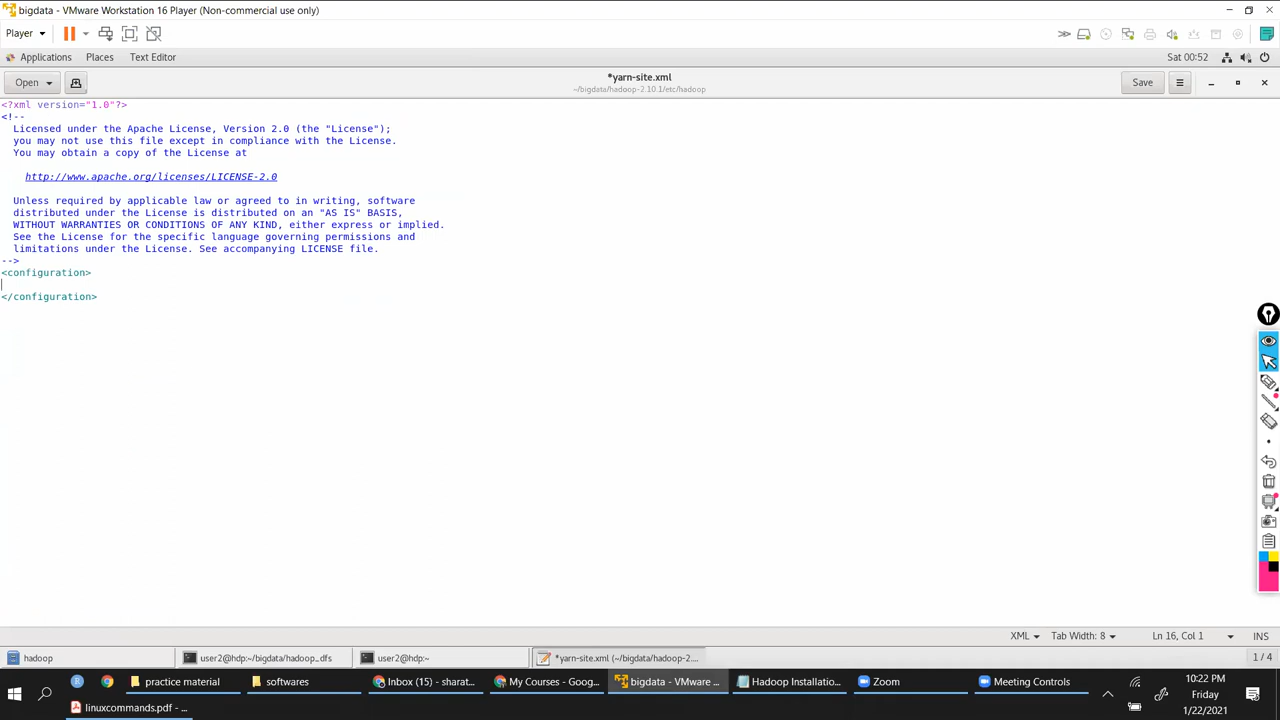 bigdata - VMware Workstation 16 Player (Non-commercial use only)
Player
Applications Places Text Editor Sat 00:52
Open *yarn-site.xml Save
~/bigdata/hadoop-2.10.1/etc/hadoop
<?xml version="1.0"?>
<!--
Licensed under the Apache License, Version 2.0 (the "License");
you may not use this file except in compliance with the License.
You may obtain a copy of the License at
http://www.apache.org/licenses/LICENSE-2.0
Unless required by applicable law or agreed to in writing, software
distributed under the License is distributed on an "AS IS" BASIS,
WITHOUT WARRANTIES OR CONDITIONS OF ANY KIND, either express or implied.
See the License for the specific language governing permissions and
limitations under the License. See accompanying LICENSE file.
-->
<configuration>
</configuration>
XML Tab Width: 8 Ln 16, Col 1 INS
hadoop user2@hdp:~/bigdata/hadoop_dfs user2@hdp:~ *yarn-site.xml (~/bigdata/hadoop-2.... 1 / 4
practice material softwares Inbox (15) - sharat... My Courses - Goog... bigdata - VMware ... Hadoop Installatio... Zoom Meeting Controls 10:22 PM
Friday
linuxcommands.pdf - ... 1/22/2021